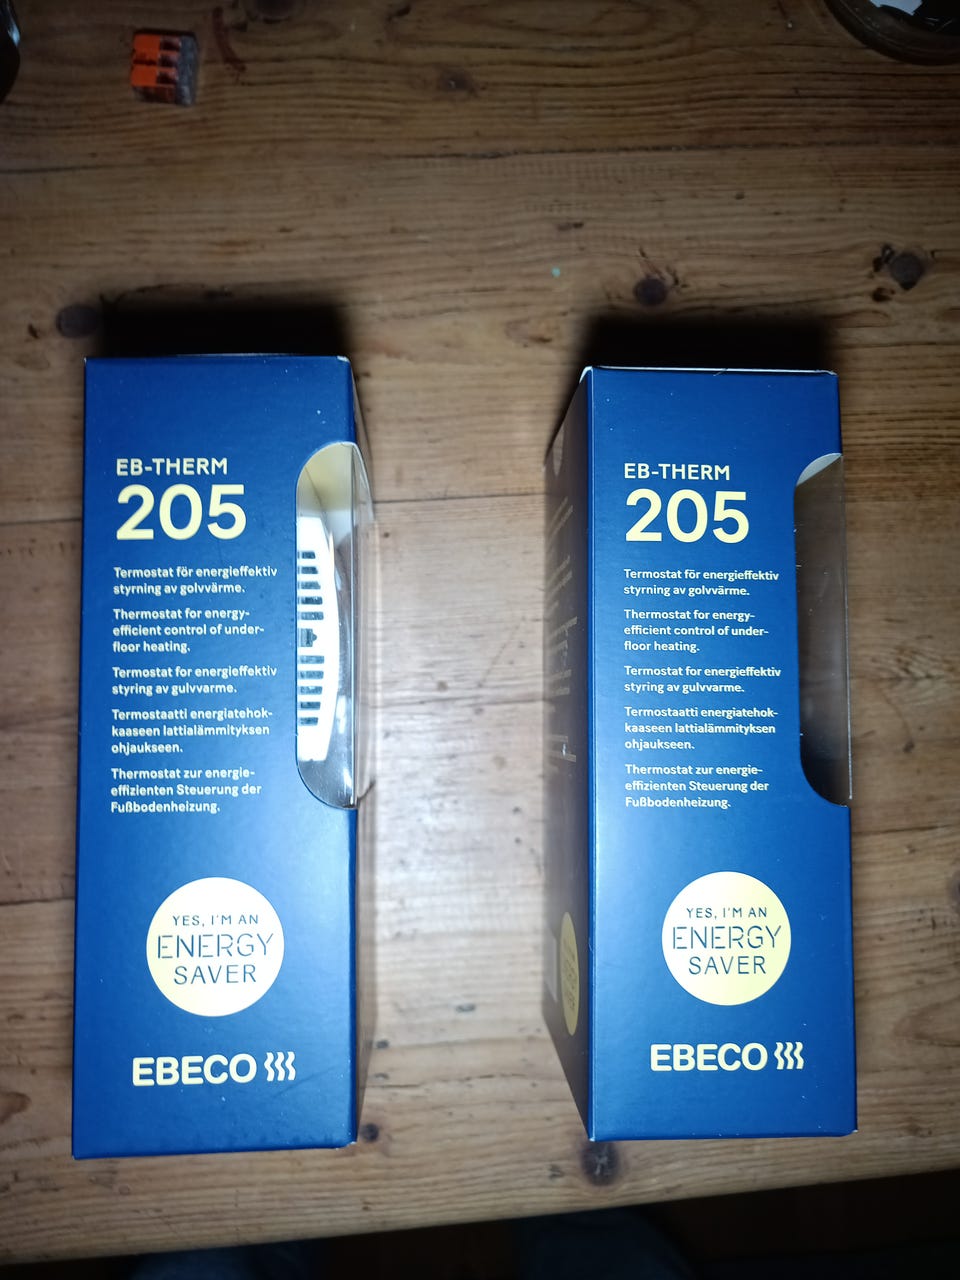 EB-THERM
205
Termostat för energieffektiv
styrning av golvvärme.
Thermostat for energy-
efficient control of under-
floor heating.
Termostat for energieffektiv
styring av gulvvarme.
Termostaatti energiatehok-
kaaseen lattialämmityksen
ohjaukseen.
Thermostat zur energie-
effizienten Steuerung der
Fußbodenheizung.
YES, I'M AN
ENERGY
SAVER
EBECO
EB-THERM
205
Termostat för energieffektiv
styrning av golvvärme.
Thermostat for energy-
efficient control of under-
floor heating.
Termostat for energieffektiv
styring av gulvvarme.
Termostaatti energiatehok-
kaaseen lattialämmityksen
ohjaukseen.
Thermostat zur energie-
effizienten Steuerung der
Fußbodenheizung.
YES, I'M AN
ENERGY
SAVER
EBECO